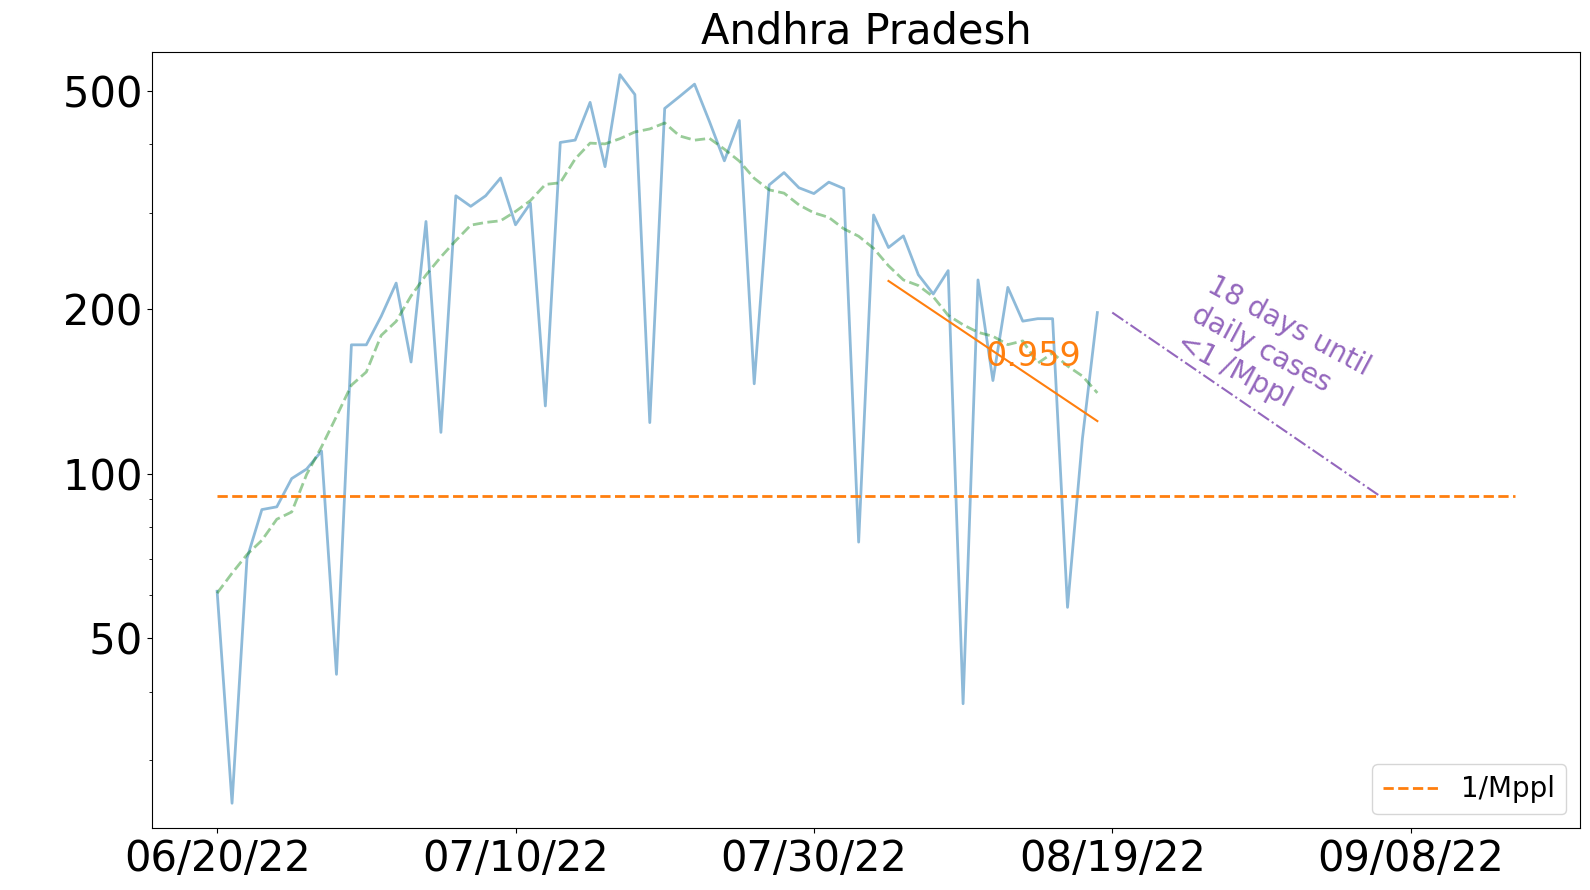 Andhra Pradesh
500
200
100
50
0.959
18 days until
daily cases
<1 /Mppl
1/Mppl
06/20/22
07/10/22
07/30/22
08/19/22
09/08/22